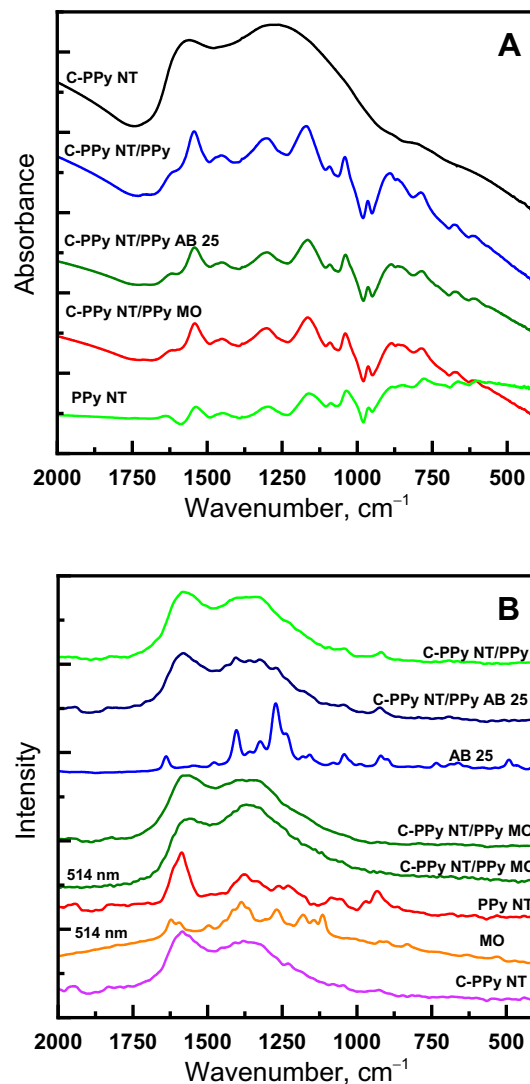 A
C-PPy NT
C-PPy NT/PPy
C-PPy NT/PPy AB 25
C-PPy NT/PPy MO
PPy NT
Absorbance
2000 1750 1500 1250 1000 750 500
Wavenumber, cm⁻¹
B
C-PPy NT/PPy
C-PPy NT/PPy AB 25
AB 25
C-PPy NT/PPy MO
514 nm C-PPy NT/PPy MO
PPy NT
514 nm MO
C-PPy NT
Intensity
2000 1750 1500 1250 1000 750 500
Wavenumber, cm⁻¹